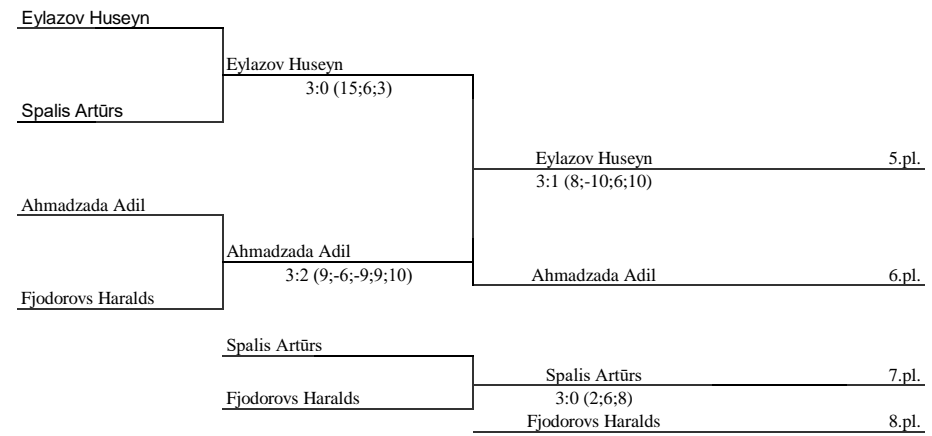 Eylazov Huseyn
Eylazov Huseyn
3:0 (15;6;3)
Spalis Artūrs
Eylazov Huseyn 5.pl.
3:1 (8;-10;6;10)
Ahmadzada Adil
Ahmadzada Adil
3:2 (9;-6;-9;9;10)
Ahmadzada Adil 6.pl.
Fjodorovs Haralds
Spalis Artūrs
Spalis Artūrs 7.pl.
Fjodorovs Haralds
3:0 (2;6;8)
Fjodorovs Haralds 8.pl.